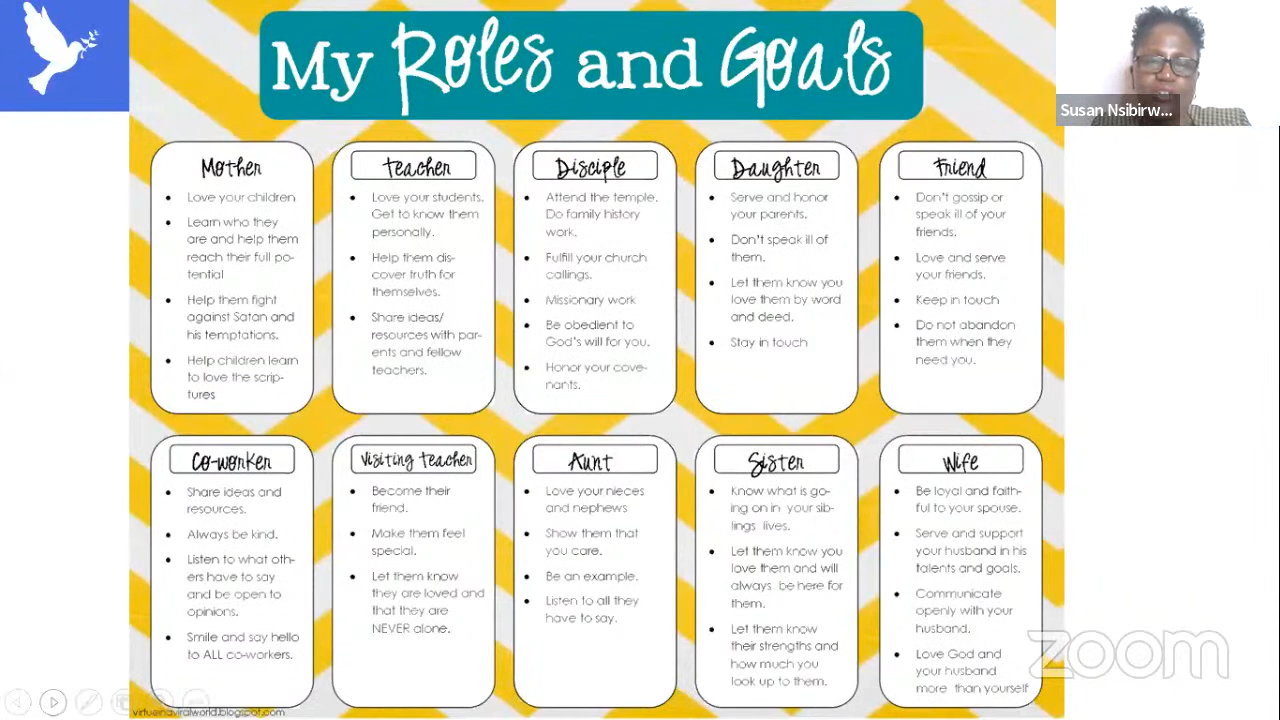 My Roles and Goals
Susan Nsibirw...
Mother
Love your children
Learn who they
are and help them
reach their full po-
tential
Help them fight
against Satan and
his temptations.
Help children learn
to love the scrip-
tures
Teacher
Love your students.
Get to know them
personally.
Help them dis-
cover truth for
themselves.
Share ideas/
resources with par-
ents and fellow
teachers.
Disciple
Attend the temple.
Do family history
work.
Fulfill your church
callings.
Missionary work
Be obedient to
God's will for you.
Honor your cove-
nants.
Daughter
Serve and honor
your parents.
Don't speak ill of
them.
Let them know you
love them by word
and deed.
Stay in touch
Friend
Don't gossip or
speak ill of your
friends.
Love and serve
your friends.
Keep in touch
Do not abandon
them when they
need you.
Co-worker
Share ideas and
resources.
Always be kind.
Listen to what oth-
ers have to say
and be open to
opinions.
Smile and say hello
to ALL co-workers.
Visiting Teacher
Become their
friend.
Make them feel
special.
Let them know
they are loved and
that they are
NEVER alone.
Aunt
Love your nieces
and nephews
Show them that
you care.
Be an example.
Listen to all they
have to say.
Sister
Know what is go-
ing on in your sib-
lings lives.
Let them know you
love them and will
always be here for
them.
Let them know
their strengths and
how much you
look up to them.
Wife
Be loyal and faith-
ful to your spouse.
Serve and support
your husband in his
talents and goals.
Communicate
openly with your
husband.
Love God and
your husband
more than yourself
zoom
virtueinaviralworld.blogspot.com